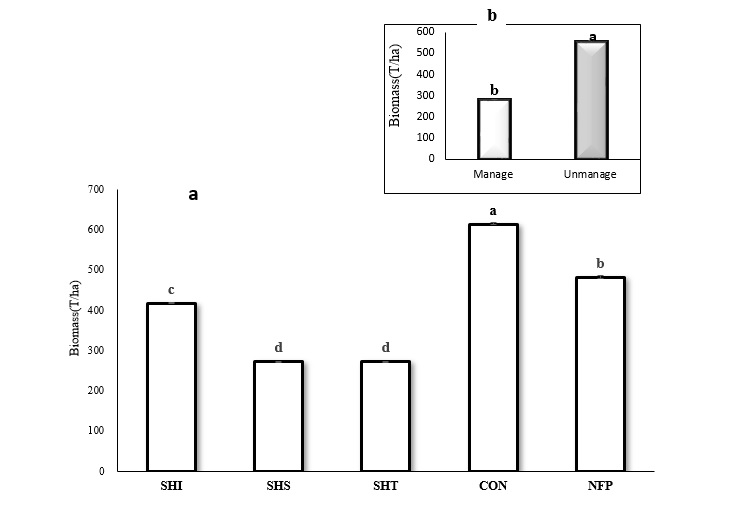 b
Biomass(T/ha)
600
500
400
300
200
100
0
b
a
Manage
Unmanage
a
Biomass(T/ha)
700
600
500
400
300
200
100
0
c
d
d
a
b
SHI
SHS
SHT
CON
NFP